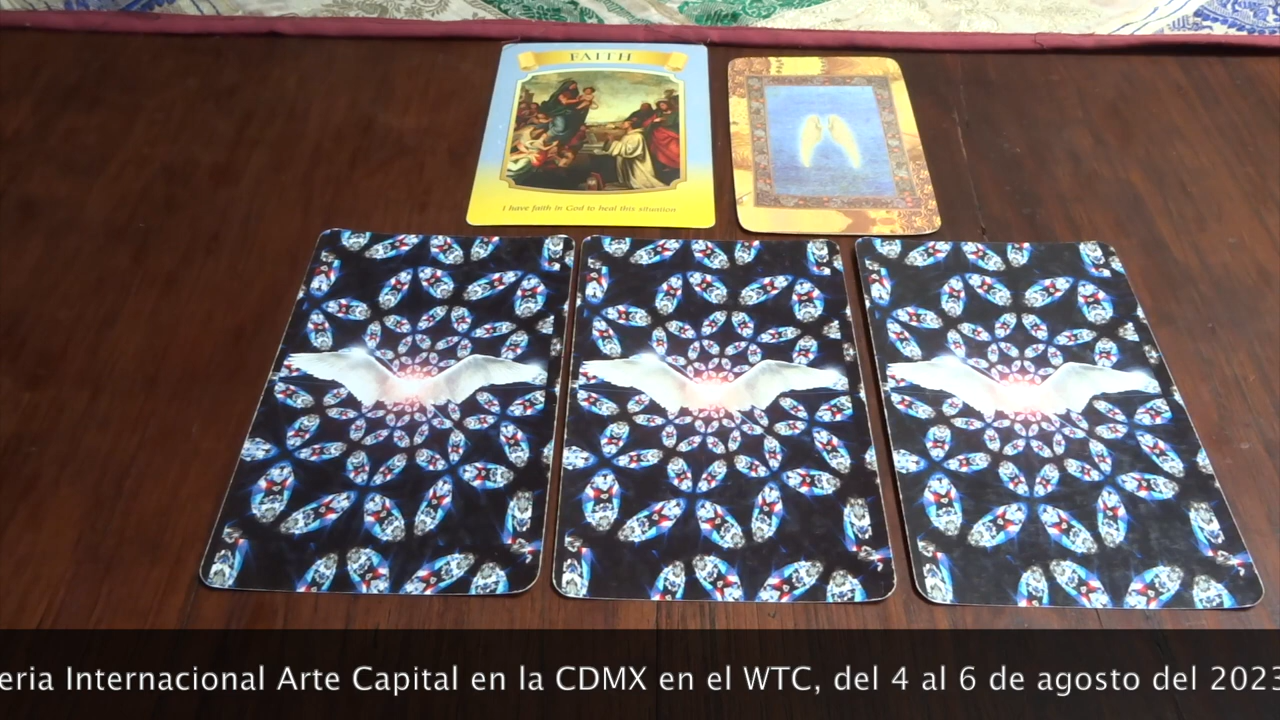 FAITH
I have faith in God to heal this situation
eria Internacional Arte Capital en la CDMX en el WTC, del 4 al 6 de agosto del 2023